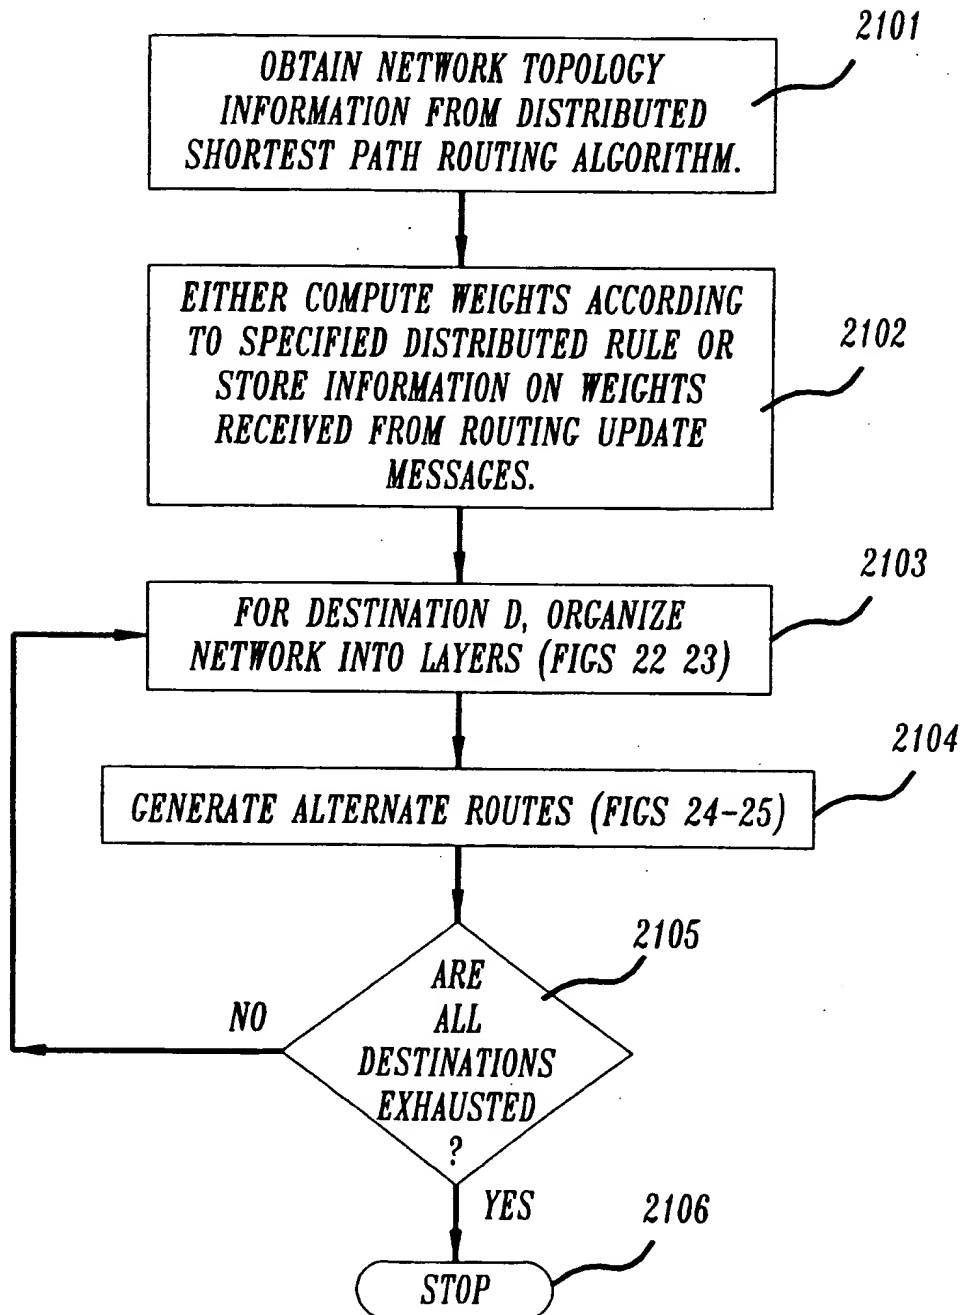 2101
OBTAIN NETWORK TOPOLOGY
INFORMATION FROM DISTRIBUTED
SHORTEST PATH ROUTING ALGORITHM.
EITHER COMPUTE WEIGHTS ACCORDING
TO SPECIFIED DISTRIBUTED RULE OR
STORE INFORMATION ON WEIGHTS
RECEIVED FROM ROUTING UPDATE
MESSAGES.
2102
2103
FOR DESTINATION D, ORGANIZE
NETWORK INTO LAYERS (FIGS 22 23)
2104
GENERATE ALTERNATE ROUTES (FIGS 24-25)
2105
ARE
ALL
DESTINATIONS
EXHAUSTED
?
NO
YES
2106
STOP